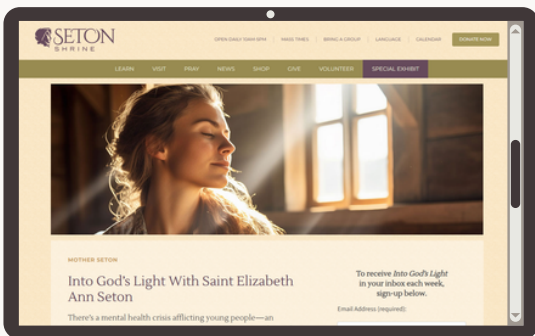 SETON
SHRINE
OPEN DAILY 10AM-5PM
MASS TIMES
BRING A GROUP
LANGUAGE
CALENDAR
DONATE NOW
LEARN
VISIT
PRAY
NEWS
SHOP
GIVE
VOLUNTEER
SPECIAL EXHIBIT
MOTHER SETON
Into God's Light With Saint Elizabeth
Ann Seton
There's a mental health crisis afflicting young people—an
To receive Into God's Light
in your inbox each week,
sign-up below.
Email Address (required):